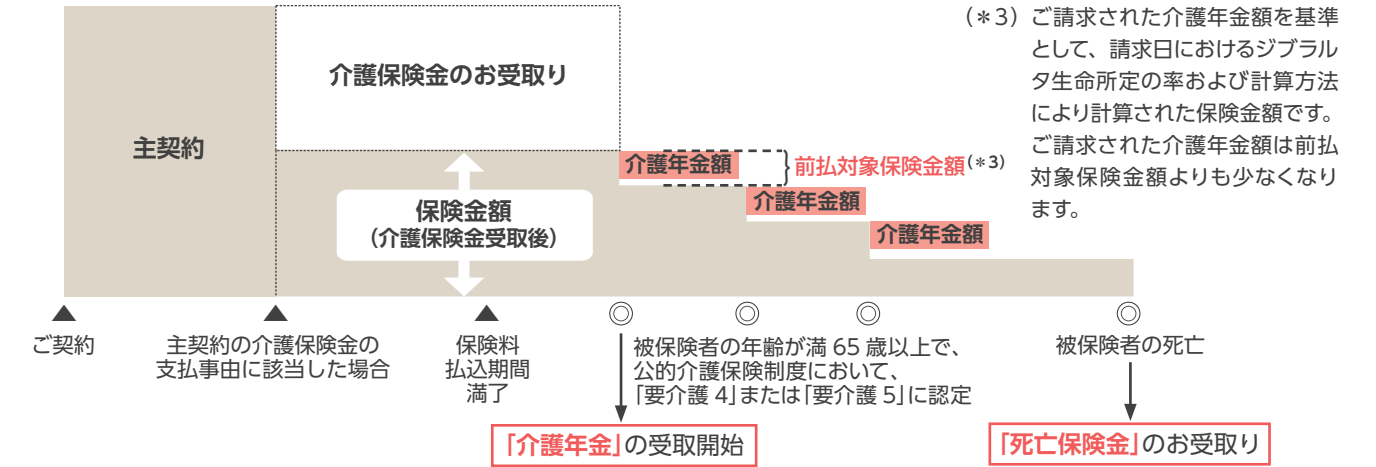 介護保険金のお受取り
主契約
保険金額
(介護保険金受取後)
介護年金額
前払対象保険金額(*3)
介護年金額
介護年金額
(*3) ご請求された介護年金額を基準
として、請求日におけるジブラル
タ生命所定の率および計算方法
により計算された保険金額です。
ご請求された介護年金額は前払
対象保険金額よりも少なくなり
ます。
ご契約
主契約の介護保険金の
支払事由に該当した場合
保険料
払込期間
満了
被保険者の年齢が満 65 歳以上で、
公的介護保険制度において、
「要介護 4」または「要介護 5」に認定
被保険者の死亡
「介護年金」の受取開始
「死亡保険金」のお受取り